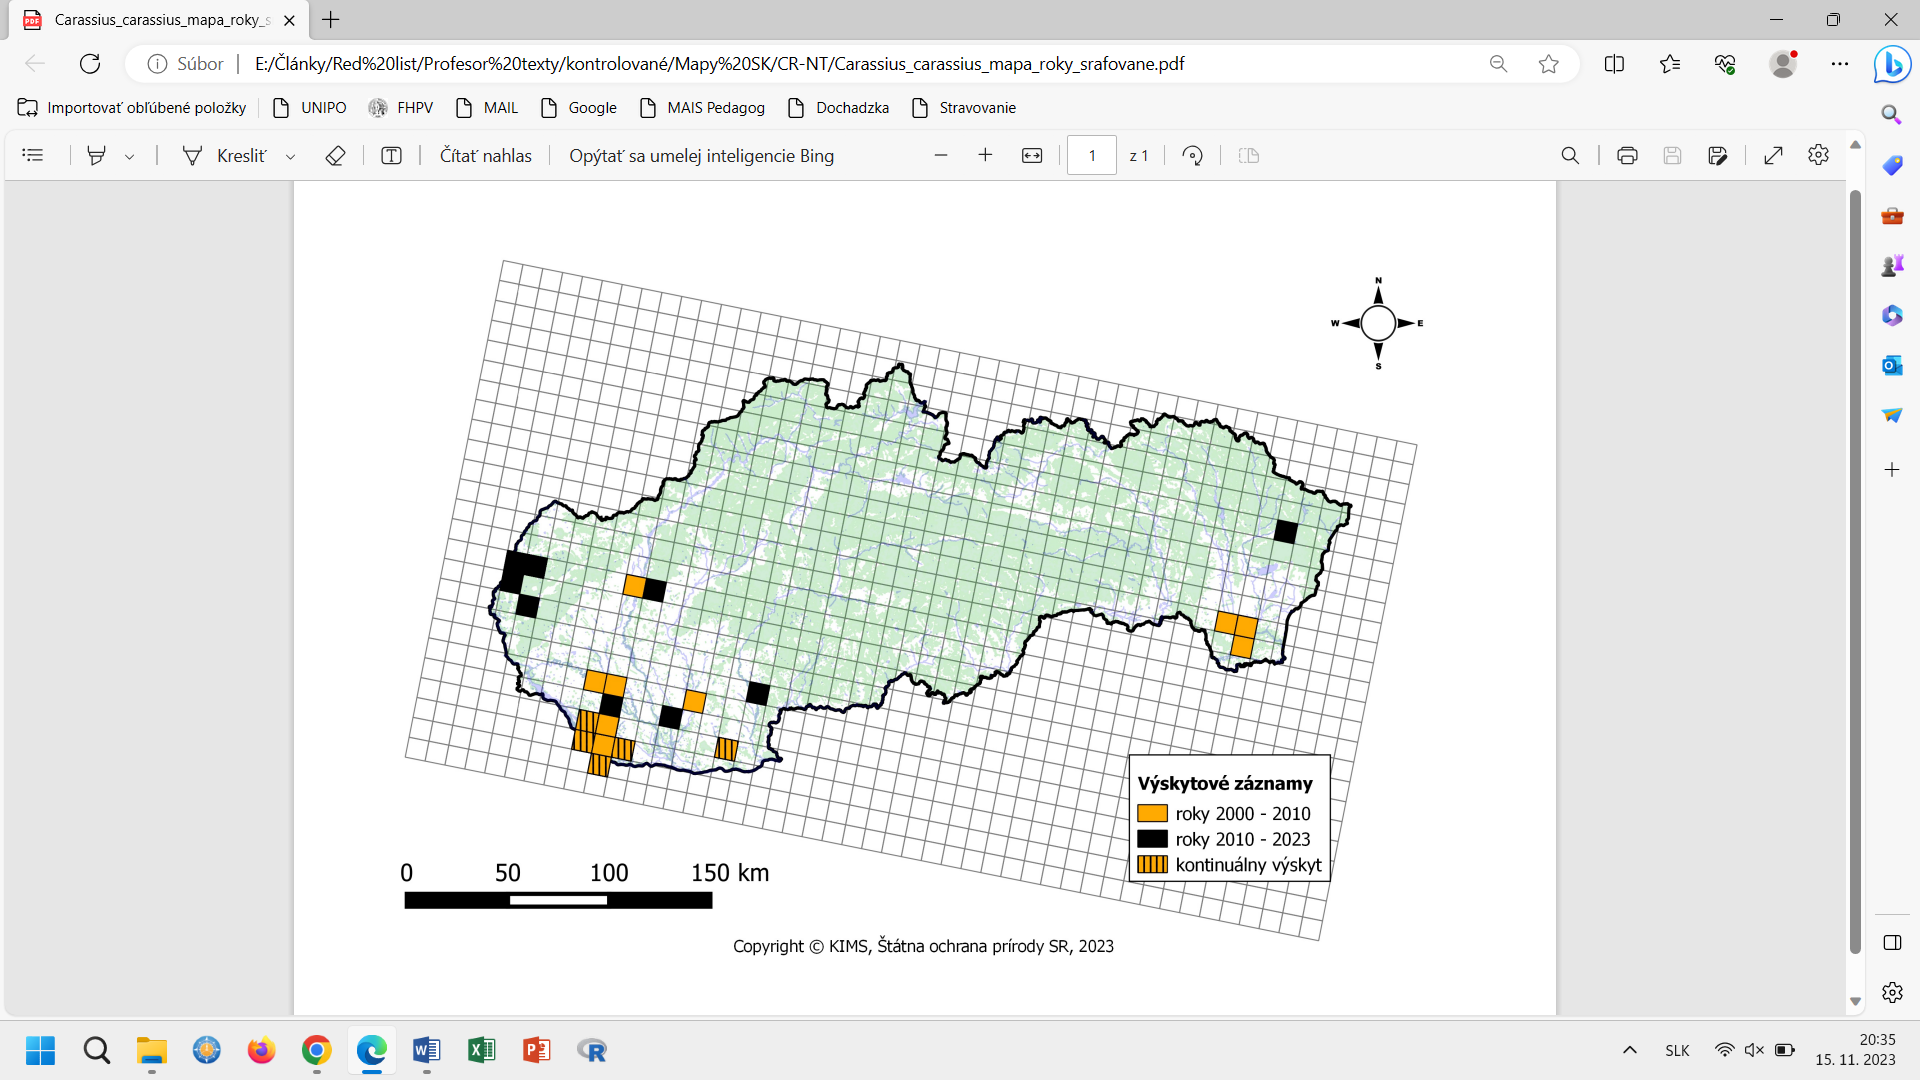 Carassius_carassius_mapa_roky_s
Súbor
E:/Články/Red%20list/Profesor%20texty/kontrolované/Mapy%20SK/CR-NT/Carassius_carassius_mapa_roky_srafovane.pdf
Importovať obľúbené položky UNIPO FHPV MAIL Google MAIS Pedagog Dochadzka Stravovanie
Kresliť Čítať nahlas Opýtať sa umelej inteligencie Bing 1 z 1
N
W E
S
Výskytové záznamy
roky 2000 - 2010
roky 2010 - 2023
kontinuálny výskyt
0 50 100 150 km
Copyright © KIMS, Štátna ochrana prírody SR, 2023
SLK
20:35
15. 11. 2023